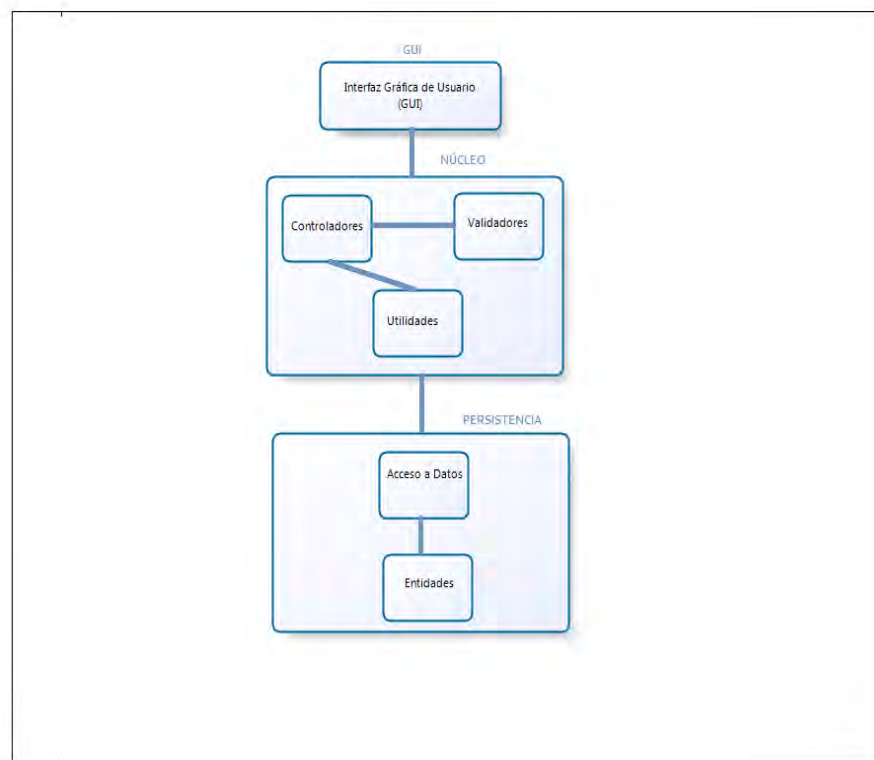 GUI
Interfaz Gráfica de Usuario
(GUI)
NÚCLEO
Controladores
Validadores
Utilidades
PERSISTENCIA
Acceso a Datos
Entidades